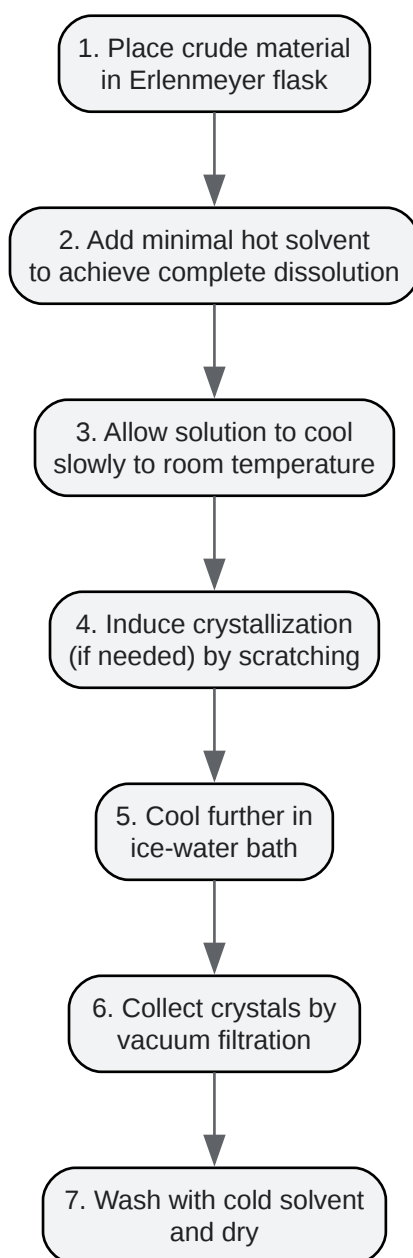 1. Place crude material
in Erlenmeyer flask
2. Add minimal hot solvent
to achieve complete dissolution
3. Allow solution to cool
slowly to room temperature
4. Induce crystallization
(if needed) by scratching
5. Cool further in
ice-water bath
6. Collect crystals by
vacuum filtration
7. Wash with cold solvent
and dry